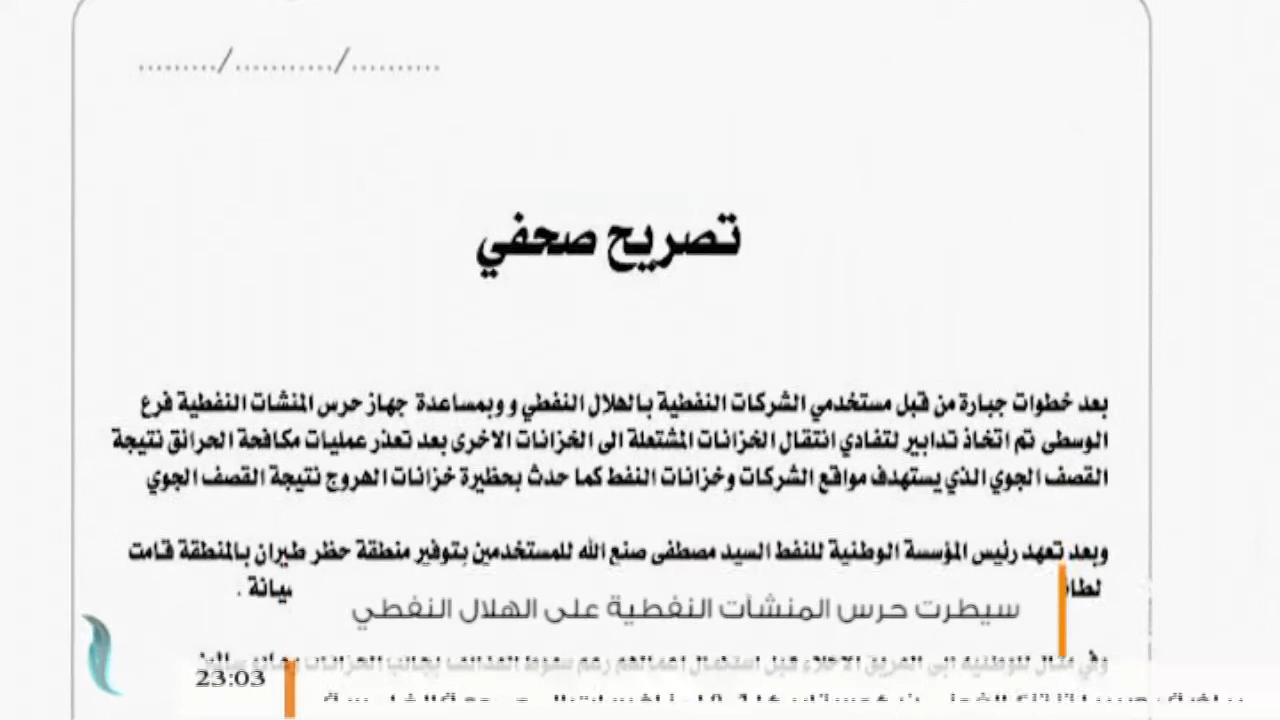 ........./.........../..........
تصريح صحفي
بعد خطوات جبارة من قبل مستخدمي الشركات النفطية بالهلال النفطي و وبمساعدة جهاز حرس المنشات النفطية فرع
الوسطى تم اتخاذ تدابير لتفادي انتقال الخزانات المشتعلة الى الخزانات الاخرى بعد تعذر عمليات مكافحة الحرائق نتيجة
القصف الجوي الذي يستهدف مواقع الشركات وخزانات النفط كما حدث بحظيرة خزانات الهروج نتيجة القصف الجوي
وبعد تعهد رئيس المؤسسة الوطنية للنفط السيد مصطفى صنع الله للمستخدمين بتوفير منطقة حظر طيران بالمنطقة قامت
سيطرت حرس المنشآت النفطية على الهلال النفطي
23:03